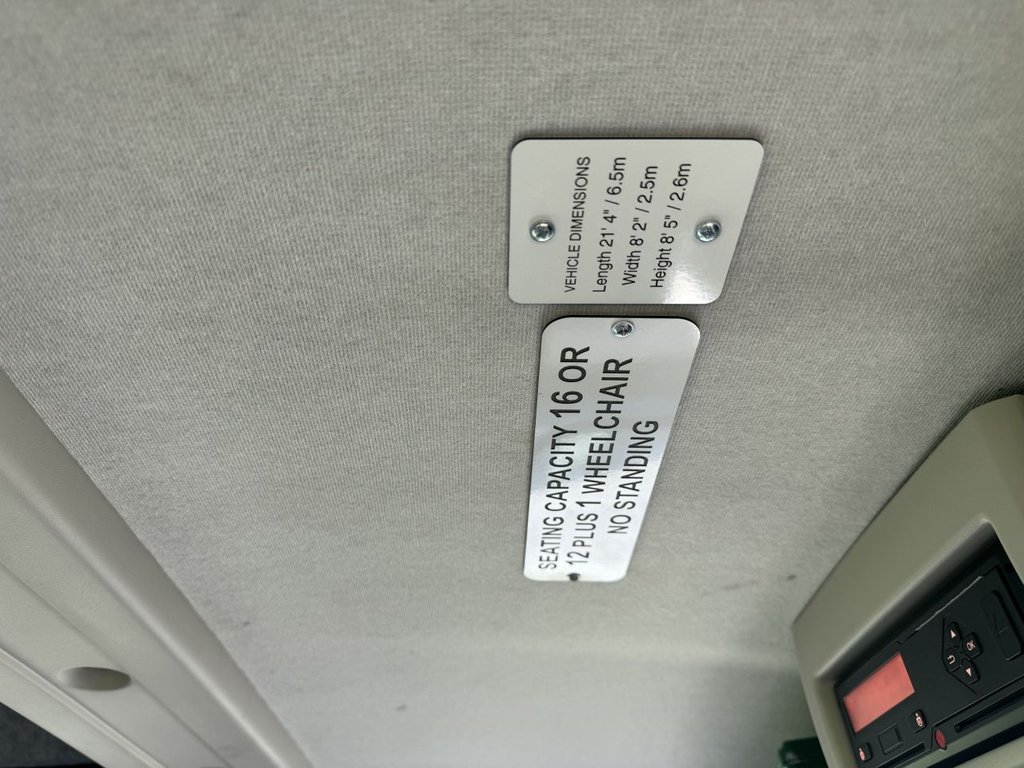 VEHICLE DIMENSIONS
Length 21' 4" / 6.5m
Width 8' 2" / 2.5m
Height 8' 5" / 2.6m
SEATING CAPACITY 16 OR
12 PLUS 1 WHEELCHAIR
NO STANDING
OK